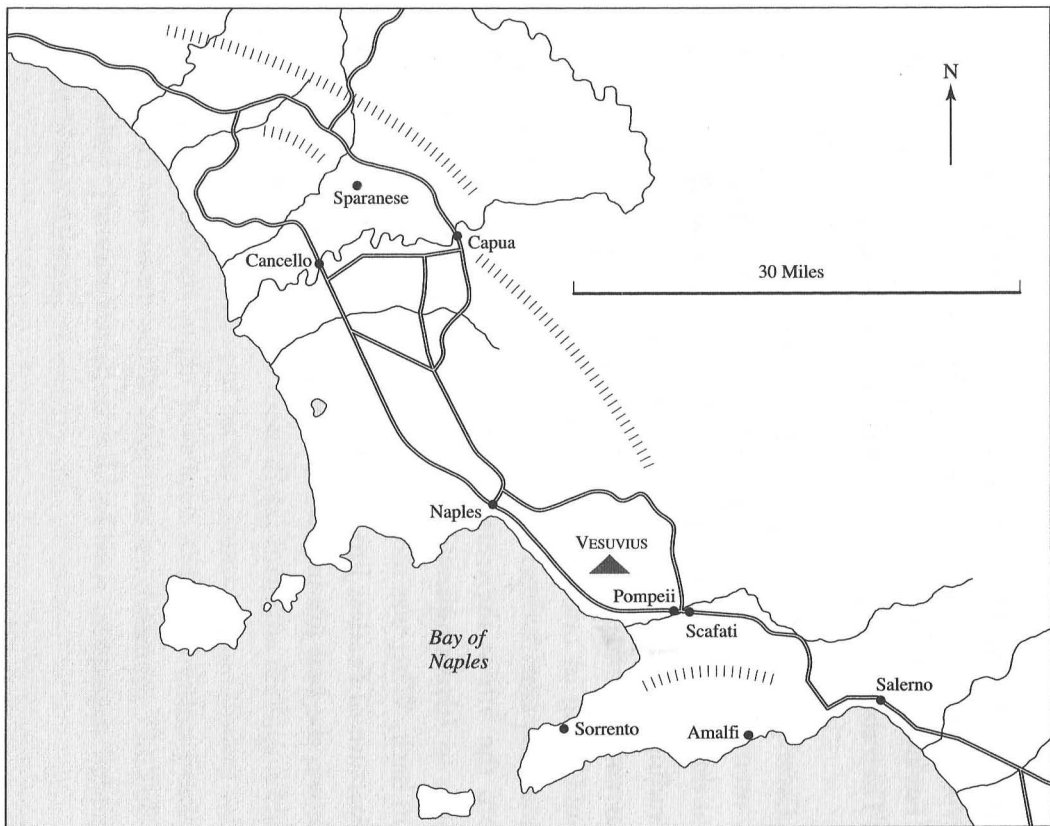 N
Sparanese
Capua
Cancello
30 Miles
Naples
VESUVIUS
Pompeii
Scafati
Bay of
Naples
Salerno
Sorrento
Amalfi